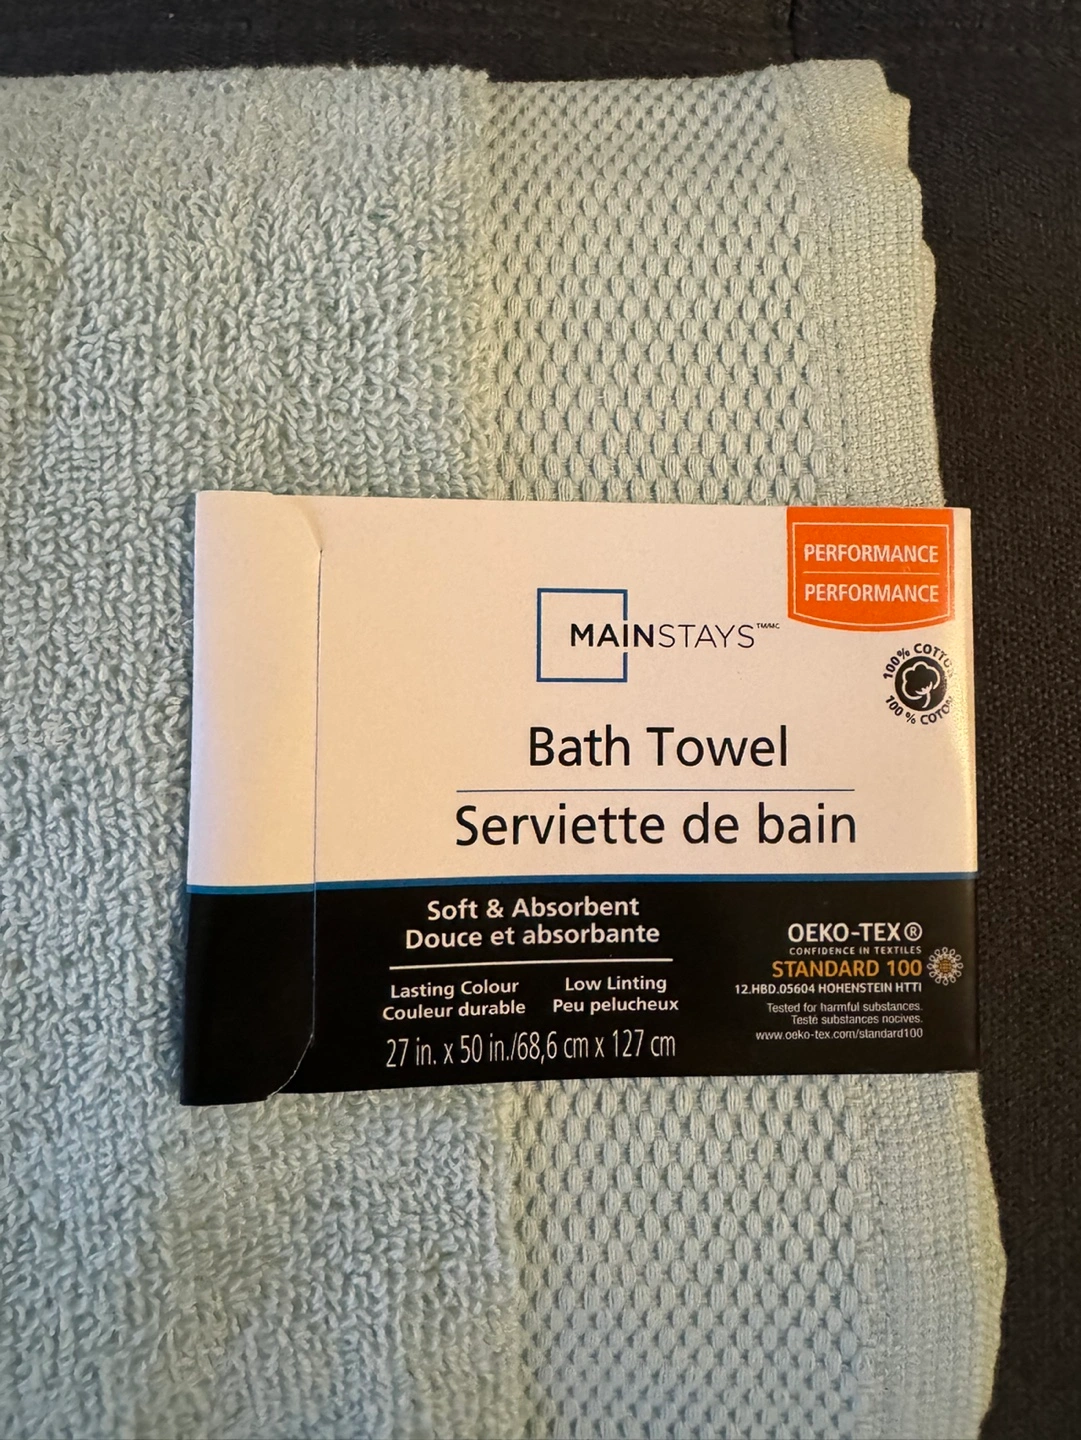 PERFORMANCE
PERFORMANCE
MAINSTAYS™/MC
100% COTTON
100 % COTON
Bath Towel
Serviette de bain
Soft & Absorbent
Douce et absorbante
Lasting Colour
Couleur durable
Low Linting
Peu pelucheux
27 in. x 50 in./68,6 cm x 127 cm
OEKO-TEX®
CONFIDENCE IN TEXTILES
STANDARD 100
12.HBD.05604 HOHENSTEIN HTTI
Tested for harmful substances.
Testé substances nocives.
www.oeko-tex.com/standard100